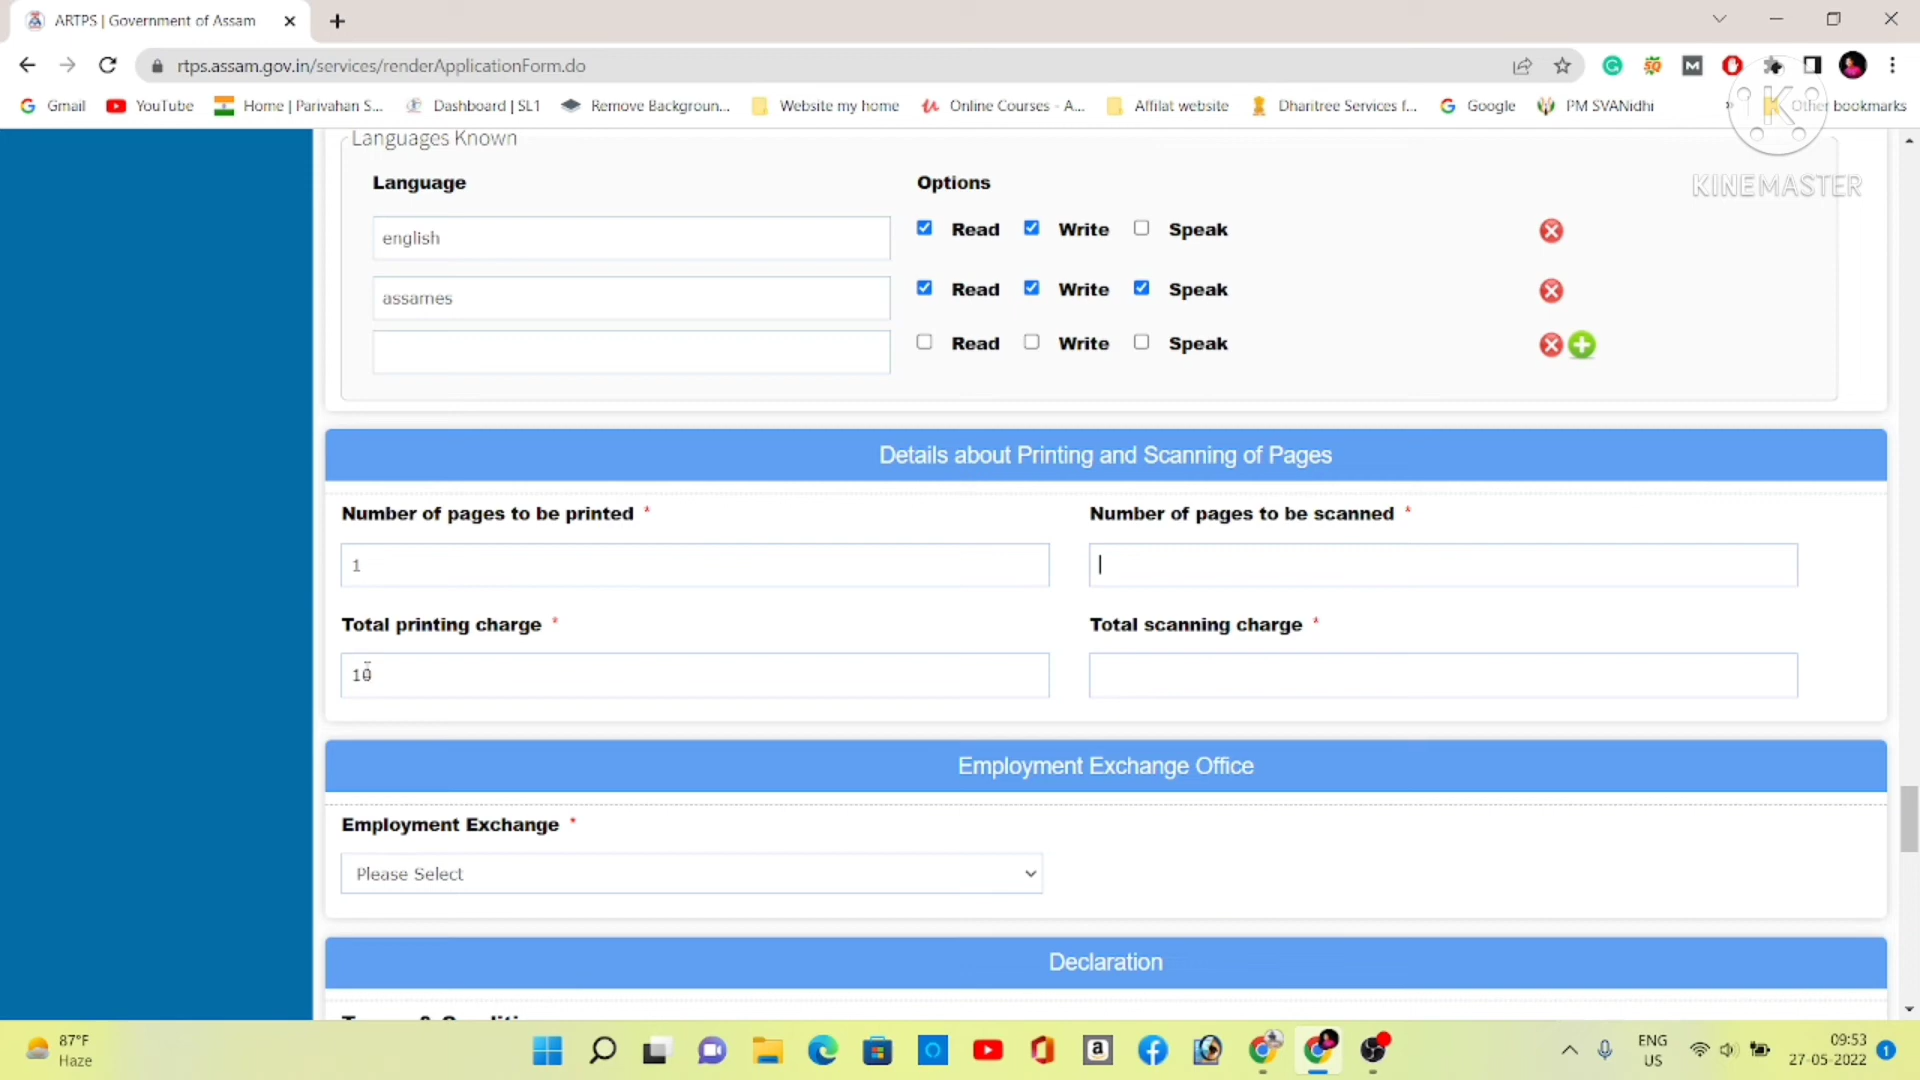 ARTPS | Government of Assam
rtps.assam.gov.in/services/renderApplicationForm.do
Gmail
YouTube
Home | Parivahan S...
Dashboard | SL1
Remove Backgroun...
Website my home
Online Courses - A...
Affilat website
Dharitree Services f...
Google
PM SVANidhi
»
Other bookmarks
K
KINEMASTER
Languages Known
Language
Options
english
Read Write Speak
assames
Read Write Speak
Read Write Speak
Details about Printing and Scanning of Pages
Number of pages to be printed *
Number of pages to be scanned *
1
Total printing charge *
Total scanning charge *
10
Employment Exchange Office
Employment Exchange *
Please Select
Declaration
87°F
Haze
ENG
US
09:53
27-05-2022
1